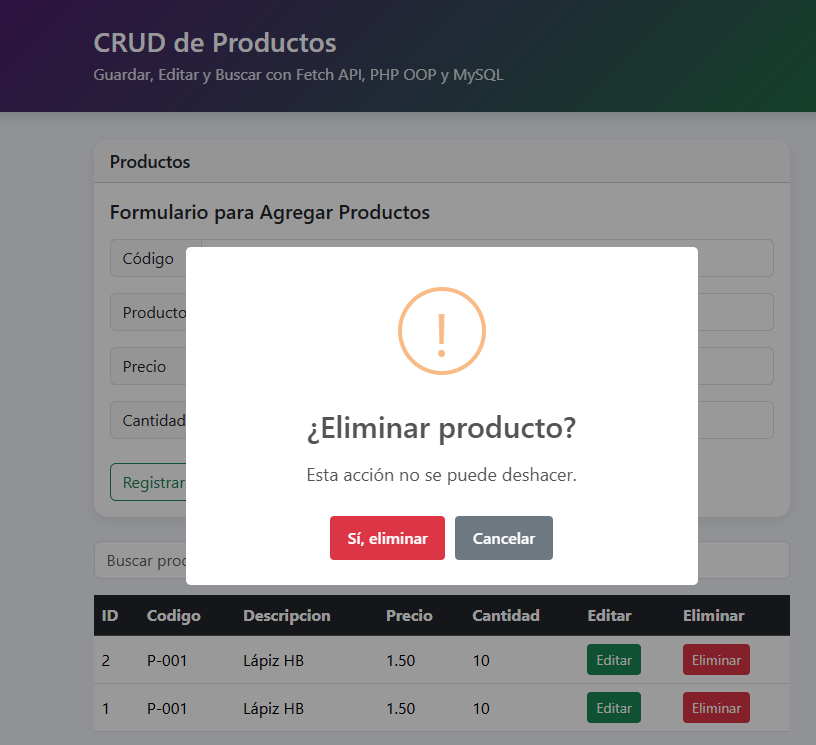 CRUD de Productos
Guardar, Editar y Buscar con Fetch API, PHP OOP y MySQL
Productos
Formulario para Agregar Productos
Código
Producto
Precio
Cantidad
Registrar
!
¿Eliminar producto?
Esta acción no se puede deshacer.
Sí, eliminar Cancelar
Buscar
ID Codigo Descripcion Precio Cantidad Editar Eliminar
2 P-001 Lápiz HB 1.50 10 Editar Eliminar
1 P-001 Lápiz HB 1.50 10 Editar Eliminar